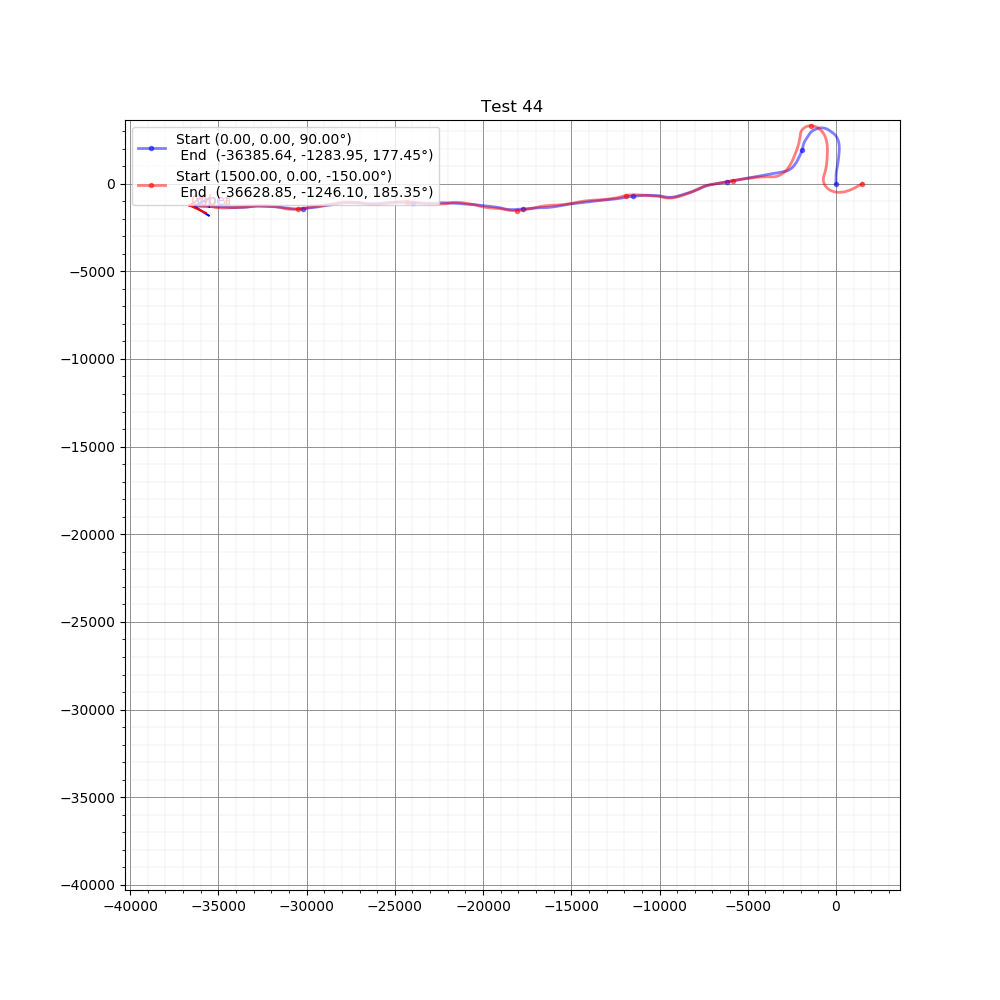 Test 44
Start (0.00, 0.00, 90.00°)
End  (-36385.64, -1283.95, 177.45°)
Start (1500.00, 0.00, -150.00°)
End  (-36628.85, -1246.10, 185.35°)
0
−5000
−10000
−15000
−20000
−25000
−30000
−35000
−40000
−40000 −35000 −30000 −25000 −20000 −15000 −10000 −5000 0